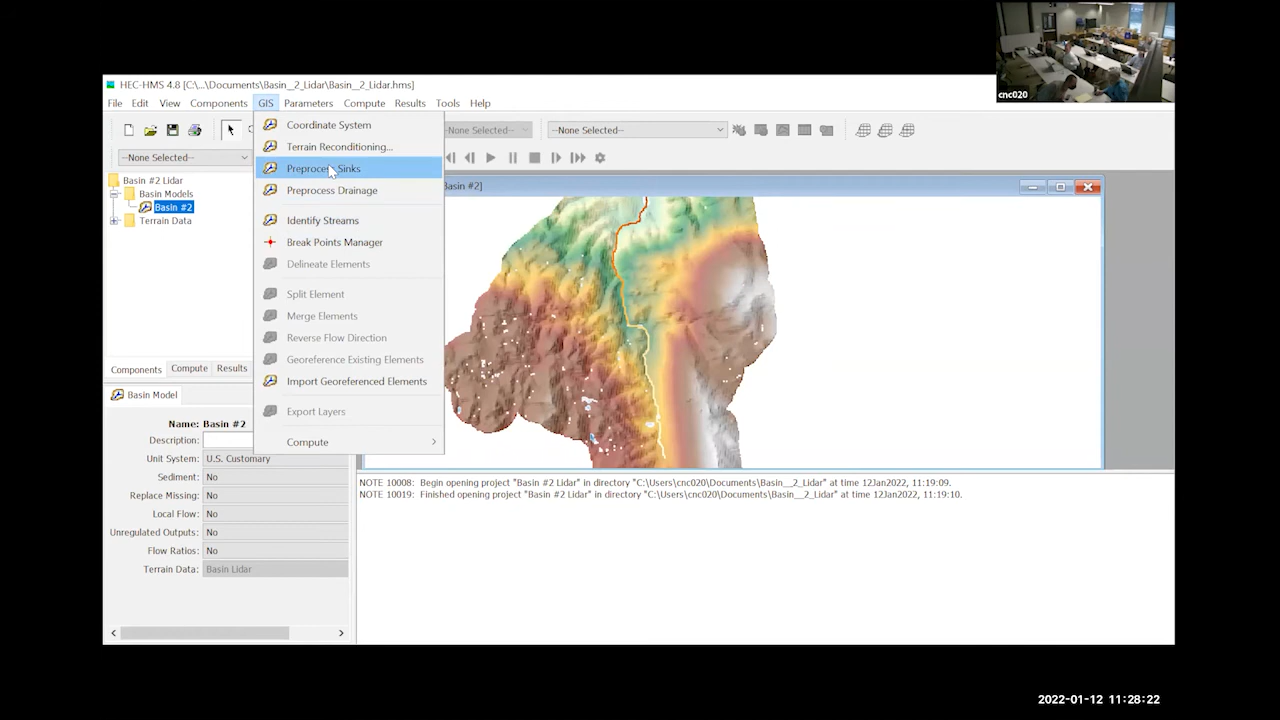 cnc020
HEC-HMS 4.8 [C:\...\Documents\Basin__2_Lidar\Basin__2_Lidar.hms]
File Edit View Components GIS Parameters Compute Results Tools Help
--None Selected--
None Selected--
--None Selected--
Basin #2 Lidar
Basin Models
Basin #2
Terrain Data
Coordinate System
Terrain Reconditioning...
Preprocess Sinks
Preprocess Drainage
Identify Streams
Break Points Manager
Delineate Elements
Split Element
Merge Elements
Reverse Flow Direction
Georeference Existing Elements
Import Georeferenced Elements
Export Layers
Compute
Basin #2]
Components Compute Results
Basin Model
Name: Basin #2
Description:
Unit System: U.S. Customary
Sediment: No
Replace Missing: No
Local Flow: No
Unregulated Outputs: No
Flow Ratios: No
Terrain Data: Basin Lidar
NOTE 10008: Begin opening project "Basin #2 Lidar" in directory "C:\Users\cnc020\Documents\Basin__2_Lidar" at time 12Jan2022, 11:19:09.
NOTE 10019: Finished opening project "Basin #2 Lidar" in directory "C:\Users\cnc020\Documents\Basin__2_Lidar" at time 12Jan2022, 11:19:10.
2022-01-12 11:28:22